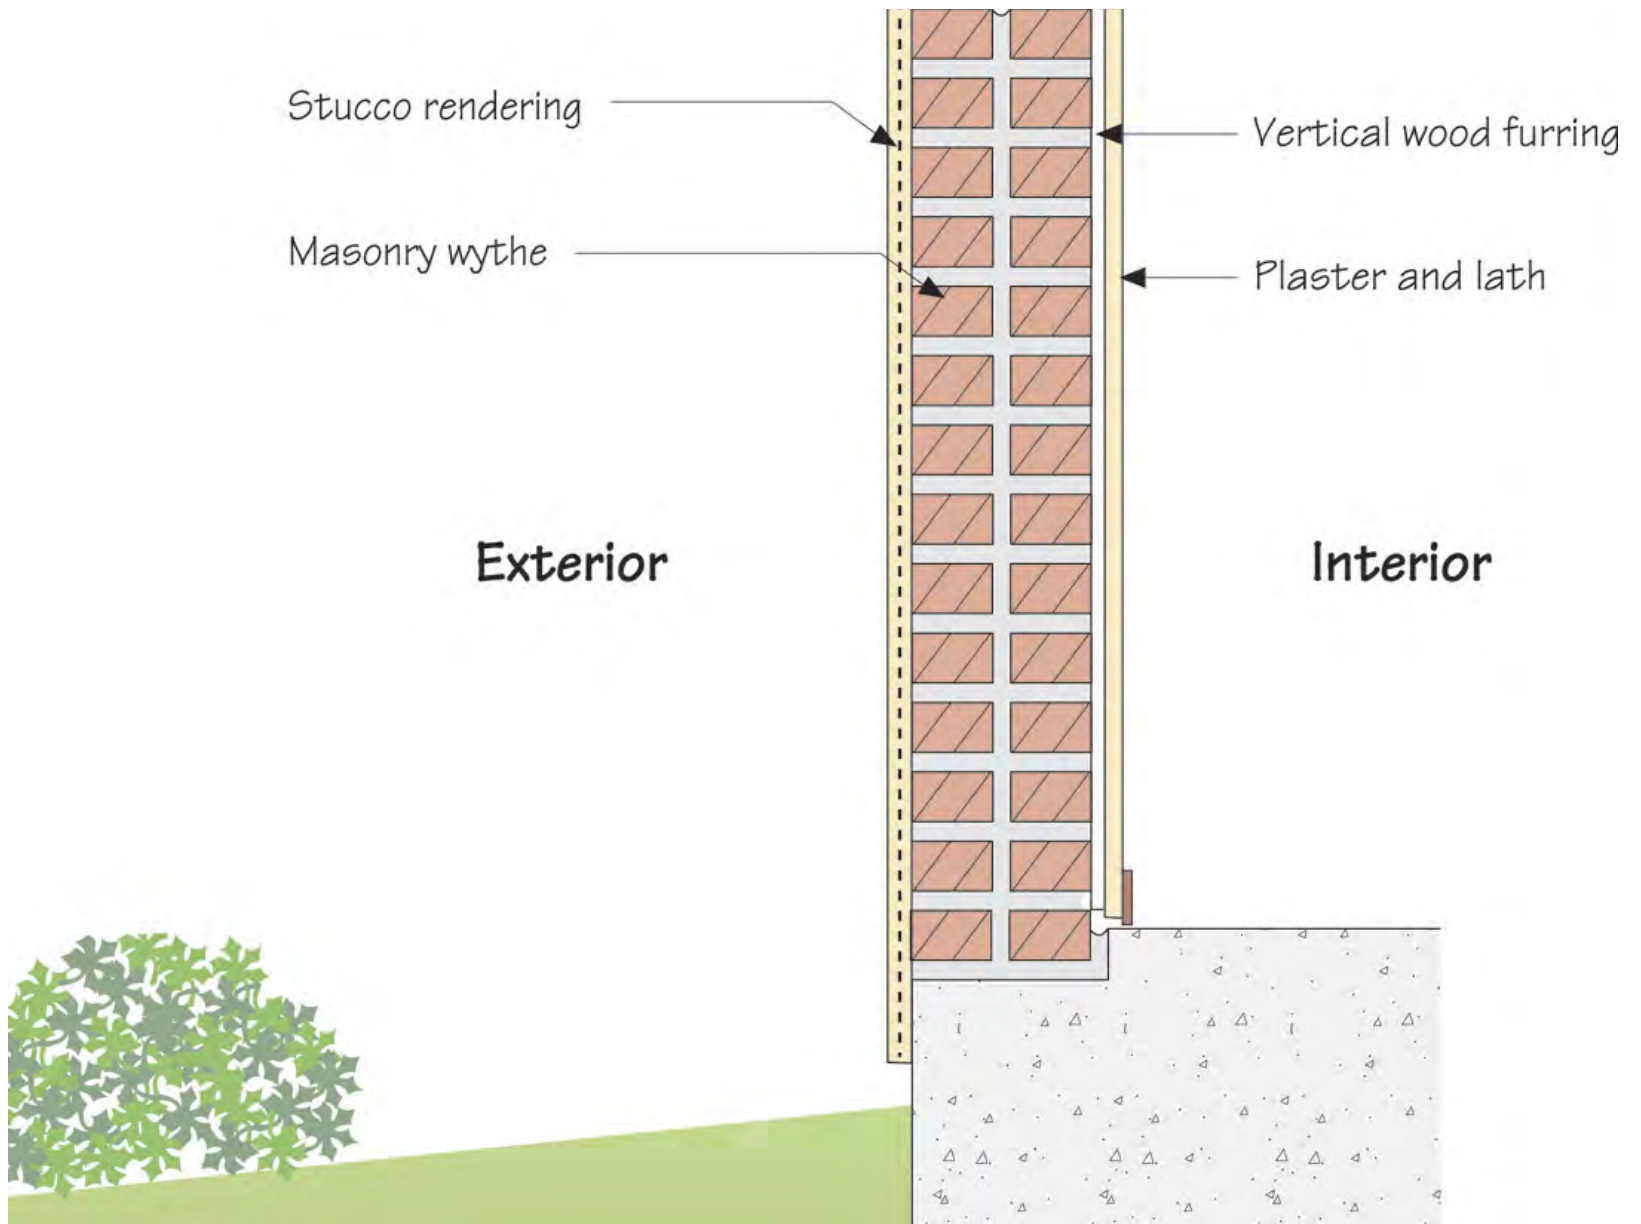 Stucco rendering
Vertical wood furring
Masonry wythe
Plaster and lath
Exterior
Interior